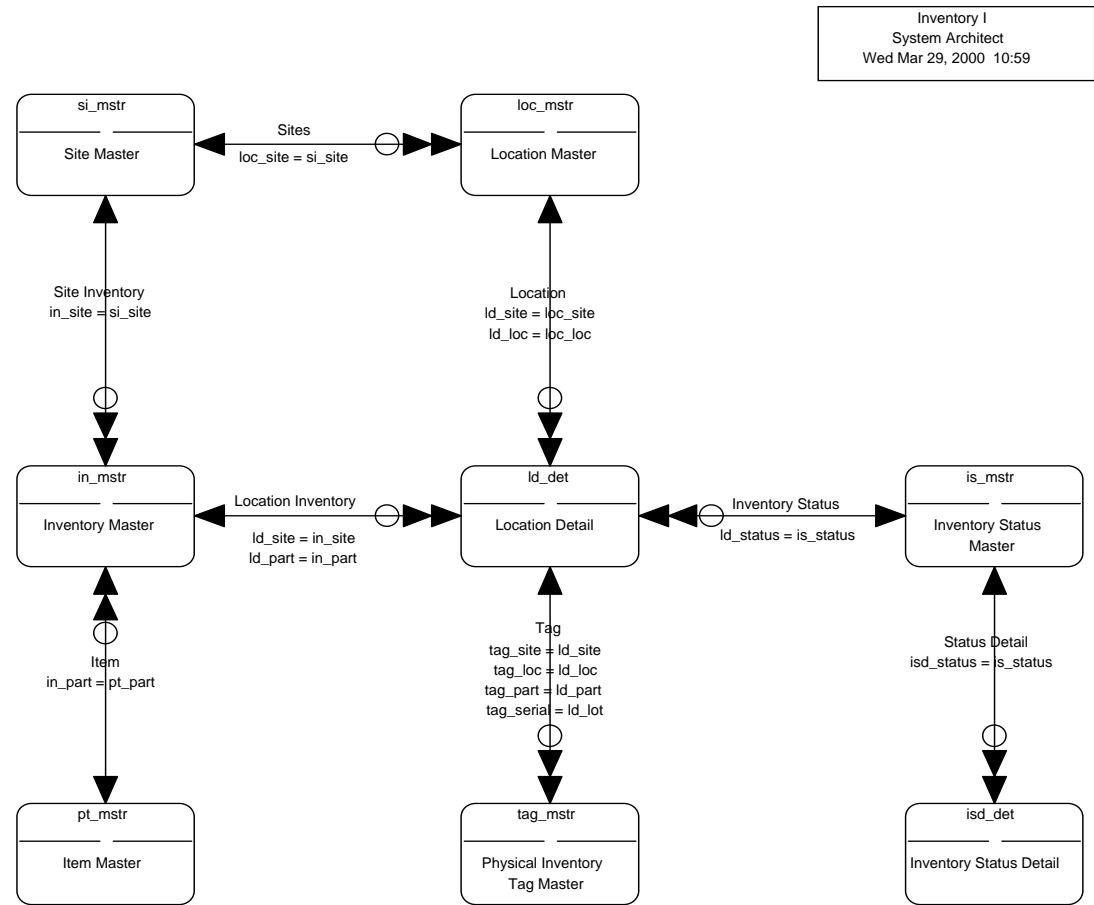 Inventory I
System Architect
Wed Mar 29, 2000 10:59
si_mstr
Site Master
Sites
loc_site = si_site
loc_mstr
Location Master
Site Inventory
in_site = si_site
Location
ld_site = loc_site
ld_loc = loc_loc
in_mstr
Inventory Master
Location Inventory
ld_site = in_site
ld_part = in_part
ld_det
Location Detail
Inventory Status
ld_status = is_status
is_mstr
Inventory Status
Master
Item
in_part = pt_part
Tag
tag_site = ld_site
tag_loc = ld_loc
tag_part = ld_part
tag_serial = ld_lot
Status Detail
isd_status = is_status
pt_mstr
Item Master
tag_mstr
Physical Inventory
Tag Master
isd_det
Inventory Status Detail